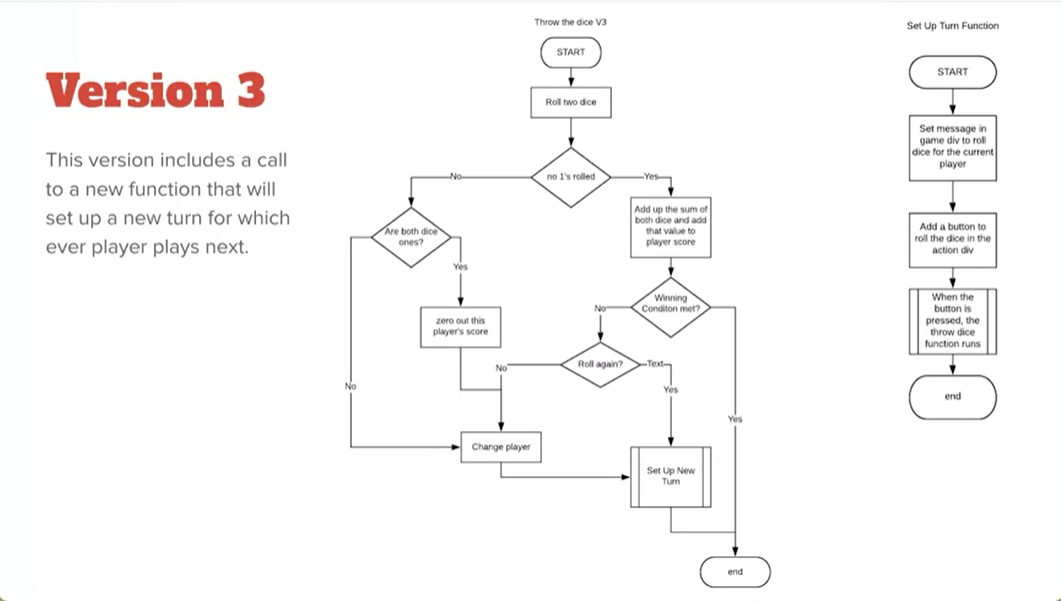 Version 3
This version includes a call
to a new function that will
set up a new turn for which
ever player plays next.
Throw the dice V3
START
Roll two dice
no 1's rolled
No
Yes
Are both dice
ones?
Yes
No
zero out this
player's score
Add up the sum of
both dice and add
that value to
player score
Winning
Conditon met?
No
Yes
Roll again?
No
Text
Yes
Change player
Set Up New
Turn
end
Set Up Turn Function
START
Set message in
game div to roll
dice for the current
player
Add a button to
roll the dice in the
action div
When the
button is
pressed, the
throw dice
function runs
end